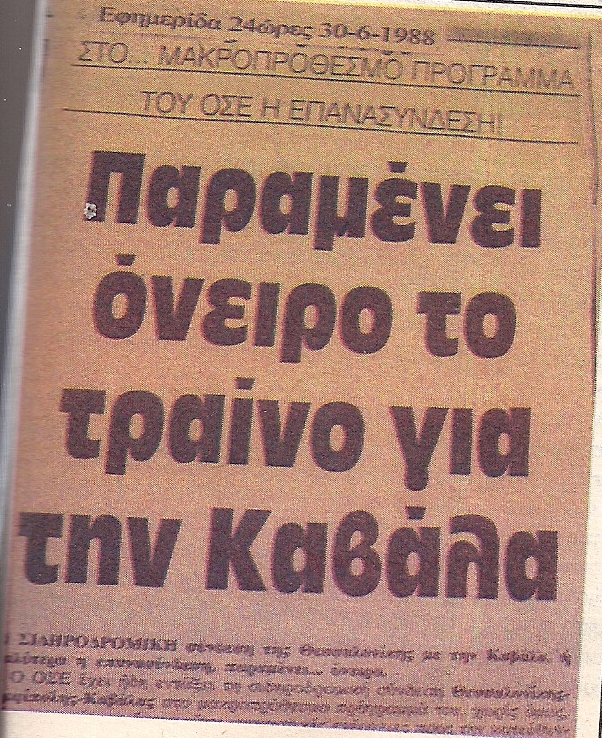 Εφημερίδα 24ώρες 30-6-1988
ΣΤΟ... ΜΑΚΡΟΠΡΟΘΕΣΜΟ ΠΡΟΓΡΑΜΜΑ
ΤΟΥ ΟΣΕ Η ΕΠΑΝΑΣΥΝΔΕΣΗ!
Παραμένει
όνειρο το
τραίνο για
την Καβάλα
ΣΙΔΗΡΟΔΡΟΜΙΚΗ σύνδεση της Θεσσαλονίκης με την Καβάλα, ή
η επανασύνδεση, παραμένει... όνειρο.
Ο ΟΣΕ έχει ήδη εντάξει τη σιδηροδρομική σύνδεση Θεσσαλονίκης-
Καβάλας στο μακροπρόθεσμο πρόγραμμά του, χωρίς όμως,